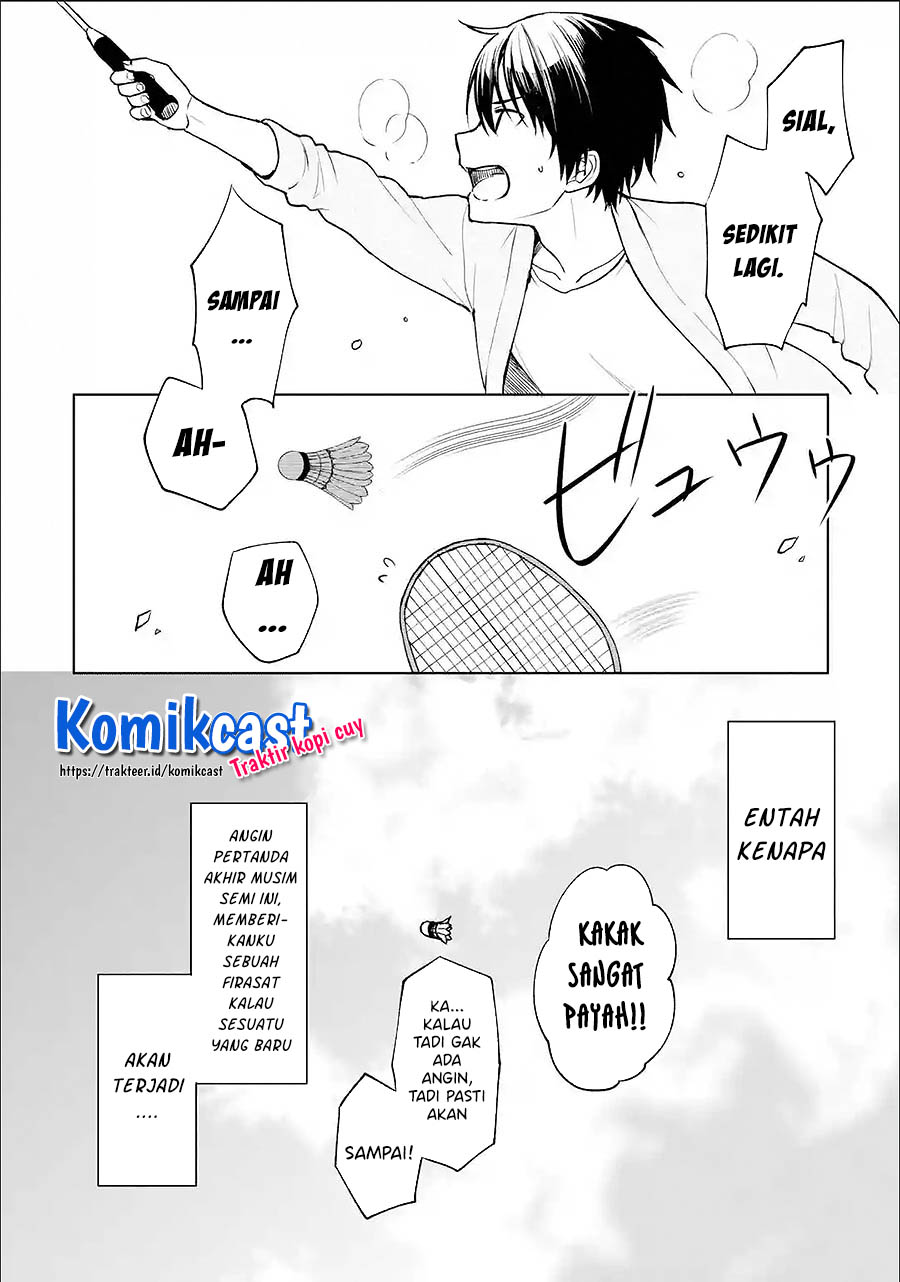 SIAL,
SEDIKIT
LAGI.
SAMPAI
...
AH-
ビュウゥ
AH
...
Komikcast
Traktir kopi cuy
https://trakteer.id/komikcast
ENTAH
KENAPA
KAKAK
SANGAT
PAYAH!!
KA...
KALAU
TADI GAK
ADA
ANGIN,
TADI PASTI
AKAN
SAMPAI!
ANGIN
PERTANDA
AKHIR MUSIM
SEMI INI,
MEMBERI-
KANKU
SEBUAH
FIRASAT
KALAU
SESUATU
YANG BARU
AKAN
TERJADI
....